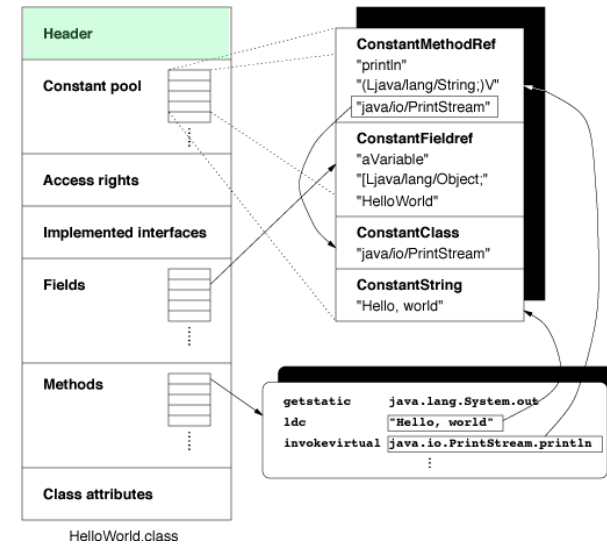 Header
Constant pool
Access rights
Implemented interfaces
Fields
Methods
Class attributes
HelloWorld.class
ConstantMethodRef
"println"
"(Ljava/lang/String;)V"
"java/io/PrintStream"
ConstantFieldref
"aVariable"
"[Ljava/lang/Object;"
"HelloWorld"
ConstantClass
"java/io/PrintStream"
ConstantString
"Hello, world"
getstatic java.lang.System.out
ldc "Hello, world"
invokevirtual java.io.PrintStream.println